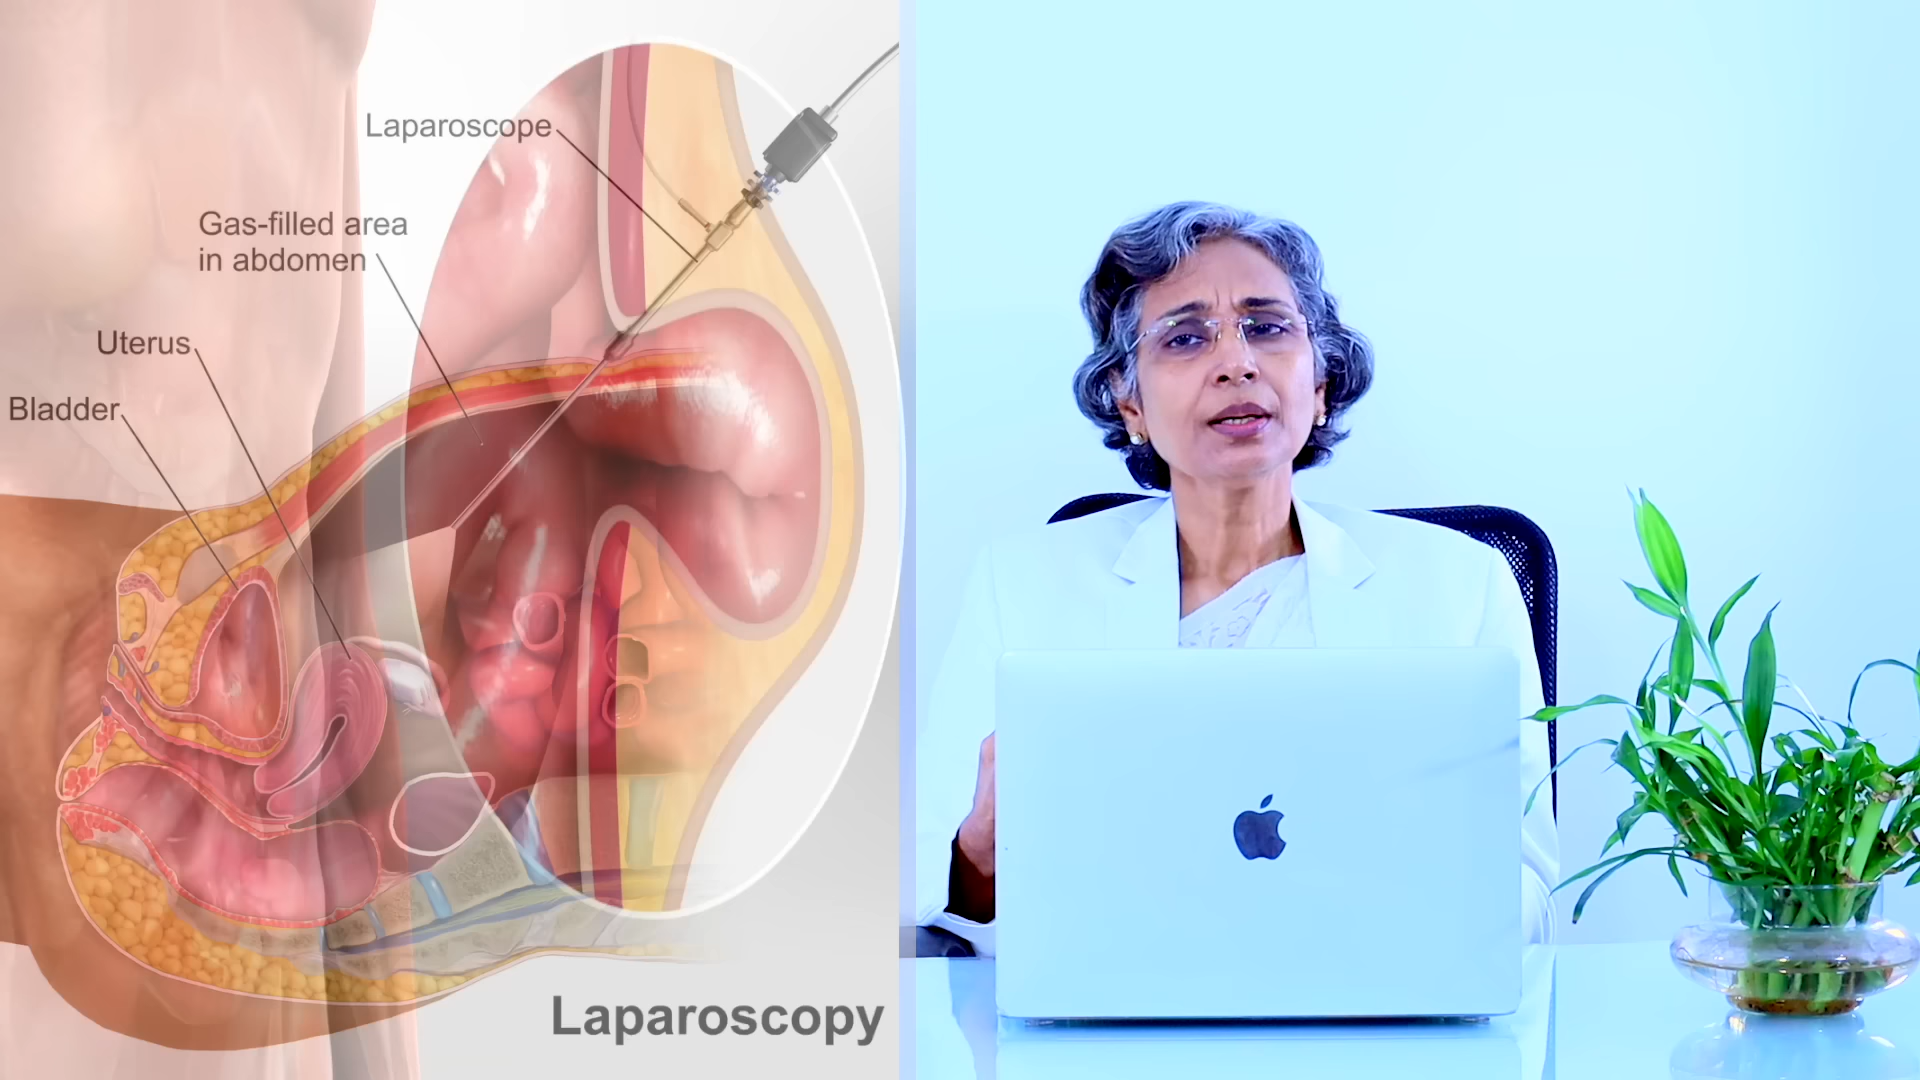 Laparoscope
Gas-filled area
in abdomen
Uterus
Bladder
Laparoscopy